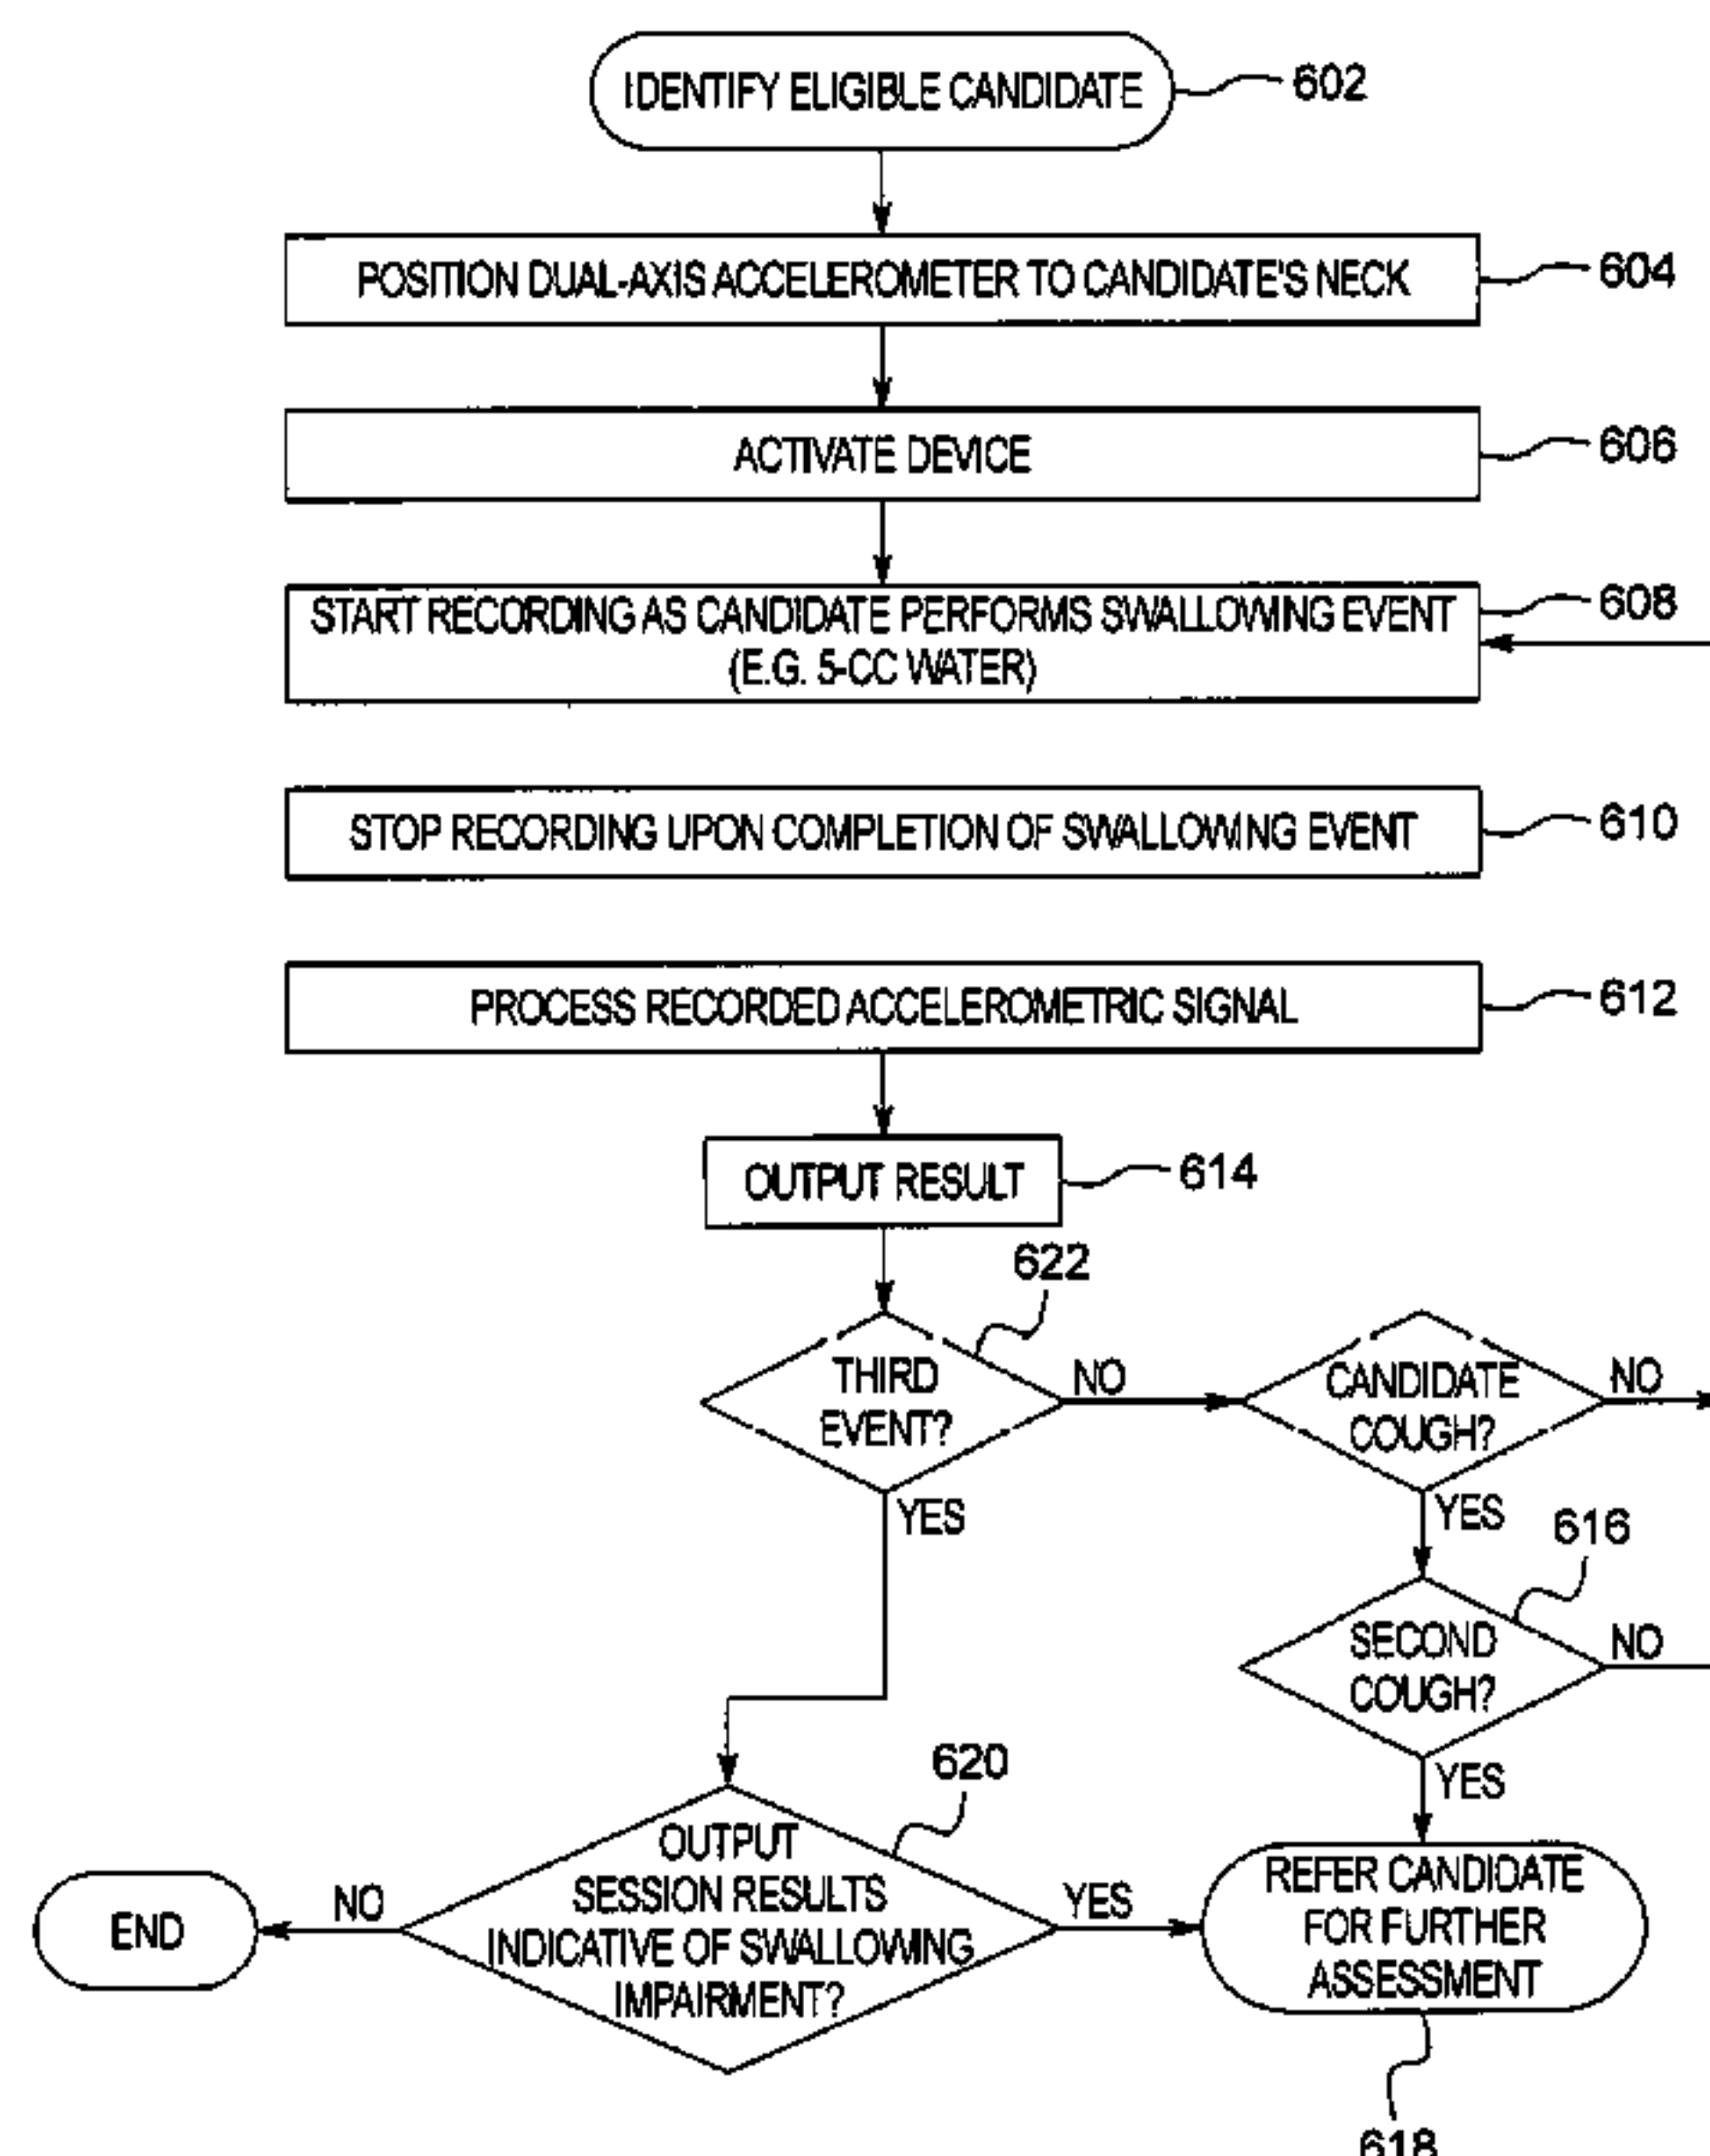 IDENTIFY ELIGIBLE CANDIDATE
602
POSITION DUAL-AXIS ACCELEROMETER TO CANDIDATE'S NECK
604
ACTIVATE DEVICE
606
START RECORDING AS CANDIDATE PERFORMS SWALLOWING EVENT
(E.G. 5-CC WATER)
608
STOP RECORDING UPON COMPLETION OF SWALLOWING EVENT
610
PROCESS RECORDED ACCELEROMETRIC SIGNAL
612
OUTPUT RESULT
614
622
THIRD
EVENT?
NO
CANDIDATE
COUGH?
NO
YES
YES
616
SECOND
COUGH?
NO
YES
620
OUTPUT
SESSION RESULTS
INDICATIVE OF SWALLOWING
IMPAIRMENT?
NO
END
YES
REFER CANDIDATE
FOR FURTHER
ASSESSMENT
618